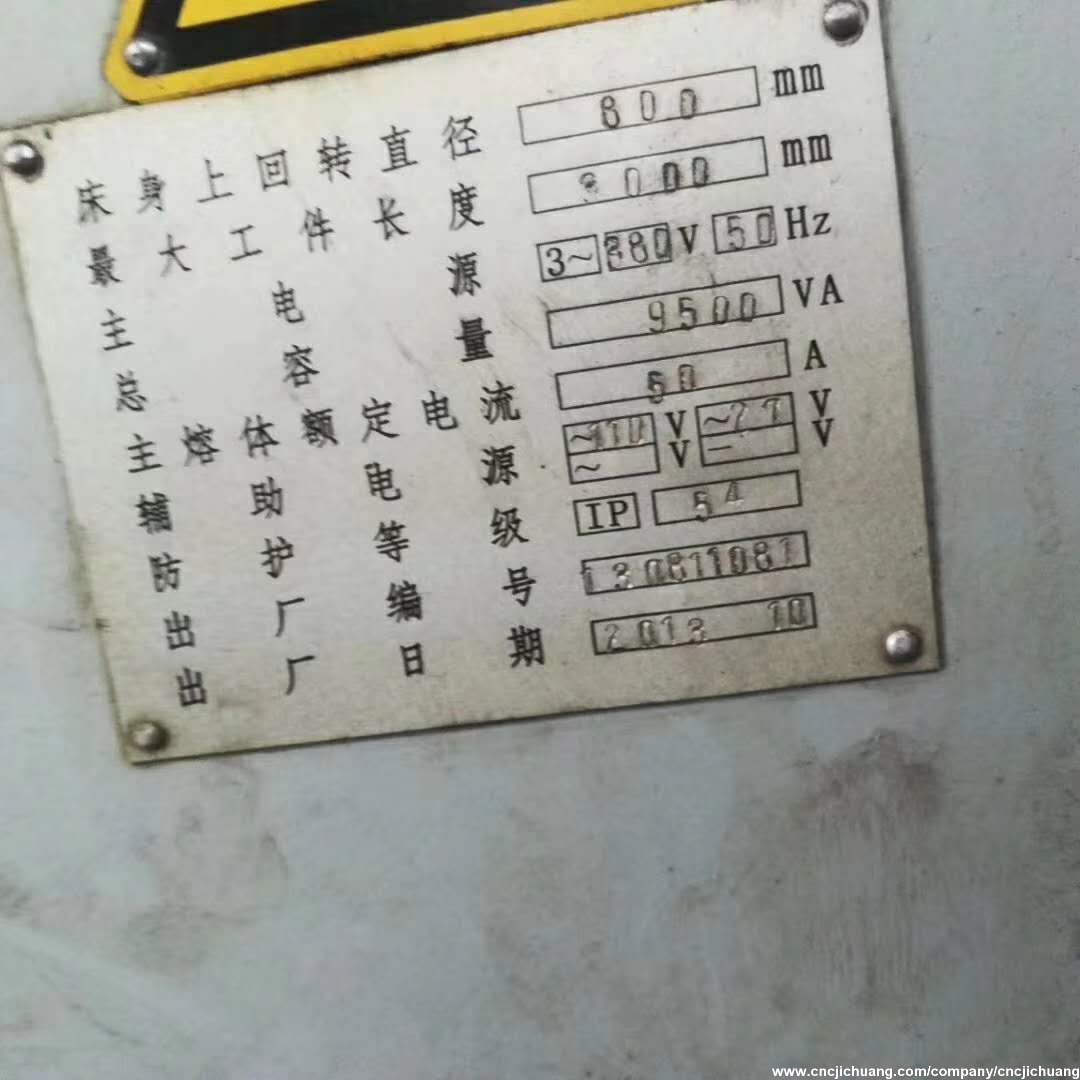 床身上回转直径 800 mm
最大工件长度 3000 mm
主电源 3~ 380 V 50 Hz
总容量 9500 VA
主熔体额定电流 50 A
辅助电源 ~110 V ~ V
~ V - V
防护等级 IP 54
出厂编号 130811081
出厂日期 2013 10
www.cncjichuang.com/company/cncjichuang